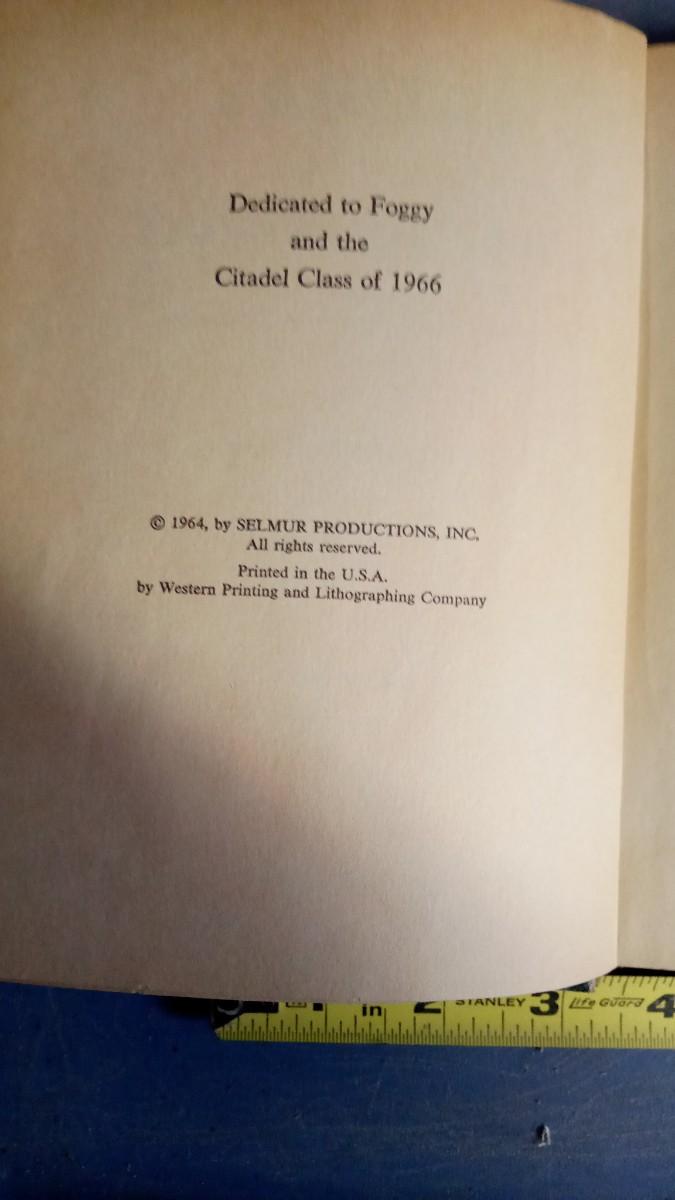 Dedicated to Foggy
and the
Citadel Class of 1966
© 1964, by SELMUR PRODUCTIONS, INC.
All rights reserved.
Printed in the U.S.A.
by Western Printing and Lithographing Company
in 2 STANLEY 3 Life Guard 4